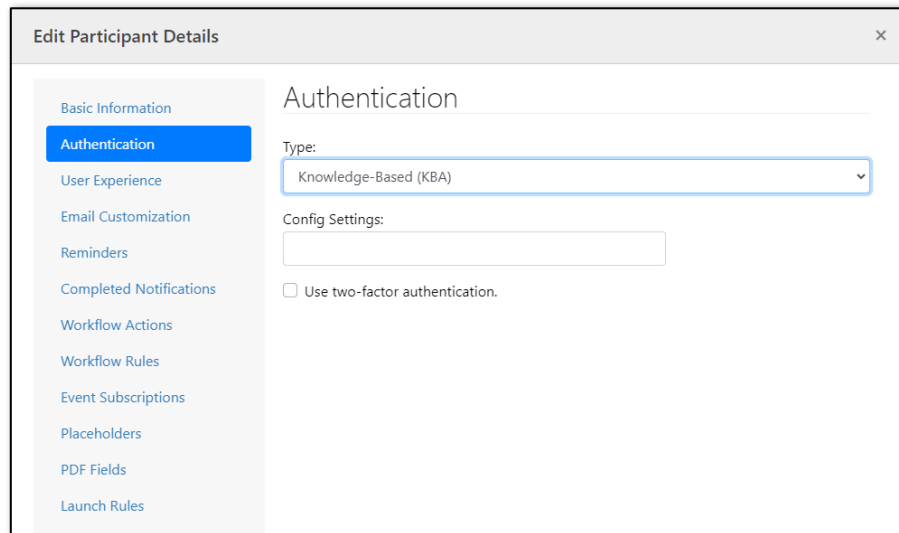 Edit Participant Details
×
Basic Information
Authentication
User Experience
Email Customization
Reminders
Completed Notifications
Workflow Actions
Workflow Rules
Event Subscriptions
Placeholders
PDF Fields
Launch Rules
Authentication
Type:
Knowledge-Based (KBA)
Config Settings:
Use two-factor authentication.